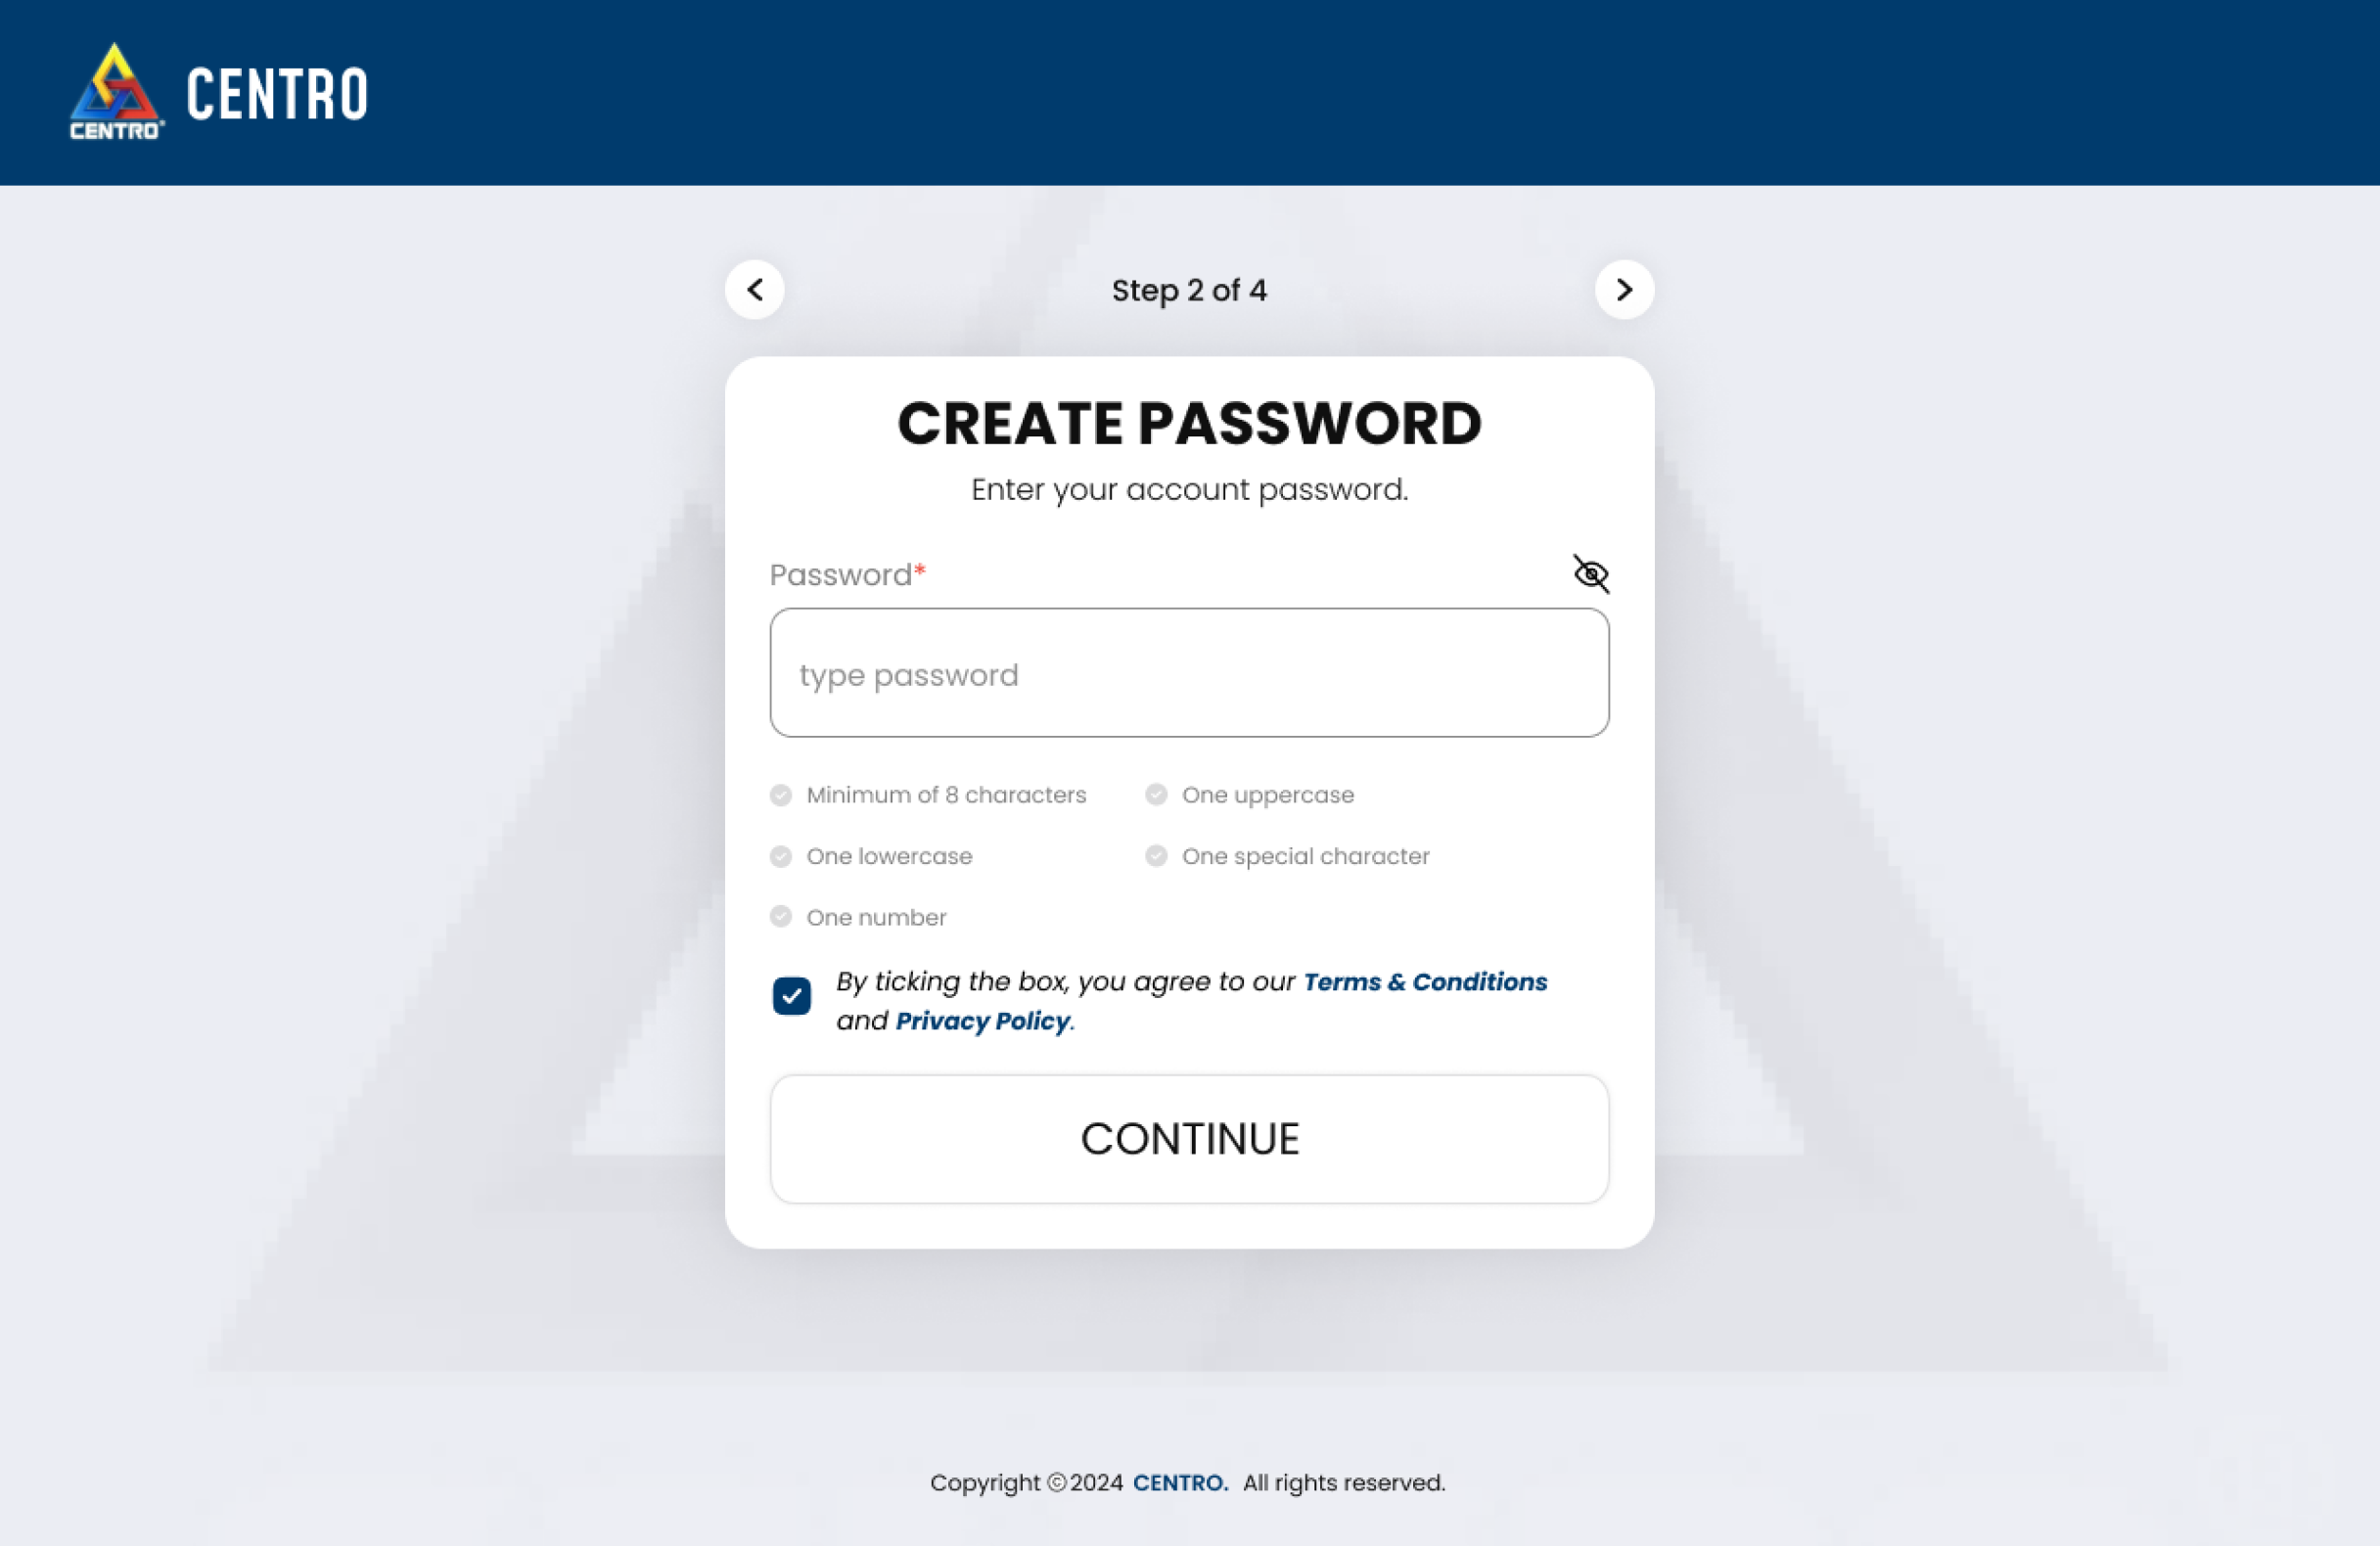 CENTRO®
CENTRO
Step 2 of 4
CREATE PASSWORD
Enter your account password.
Password*
type password
Minimum of 8 characters
One uppercase
One lowercase
One special character
One number
By ticking the box, you agree to our Terms & Conditions
and Privacy Policy.
CONTINUE
Copyright ©2024 CENTRO. All rights reserved.